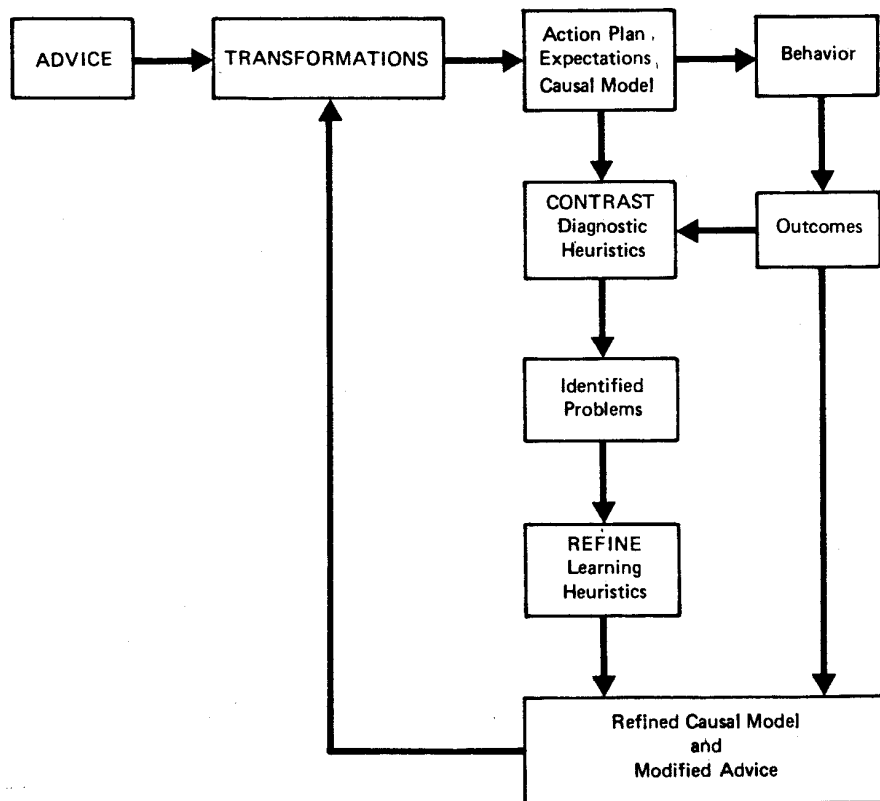 ADVICE
TRANSFORMATIONS
Action Plan,
Expectations,
Causal Model
Behavior
CONTRAST
Diagnostic
Heuristics
Outcomes
Identified
Problems
REFINE
Learning
Heuristics
Refined Causal Model
and
Modified Advice